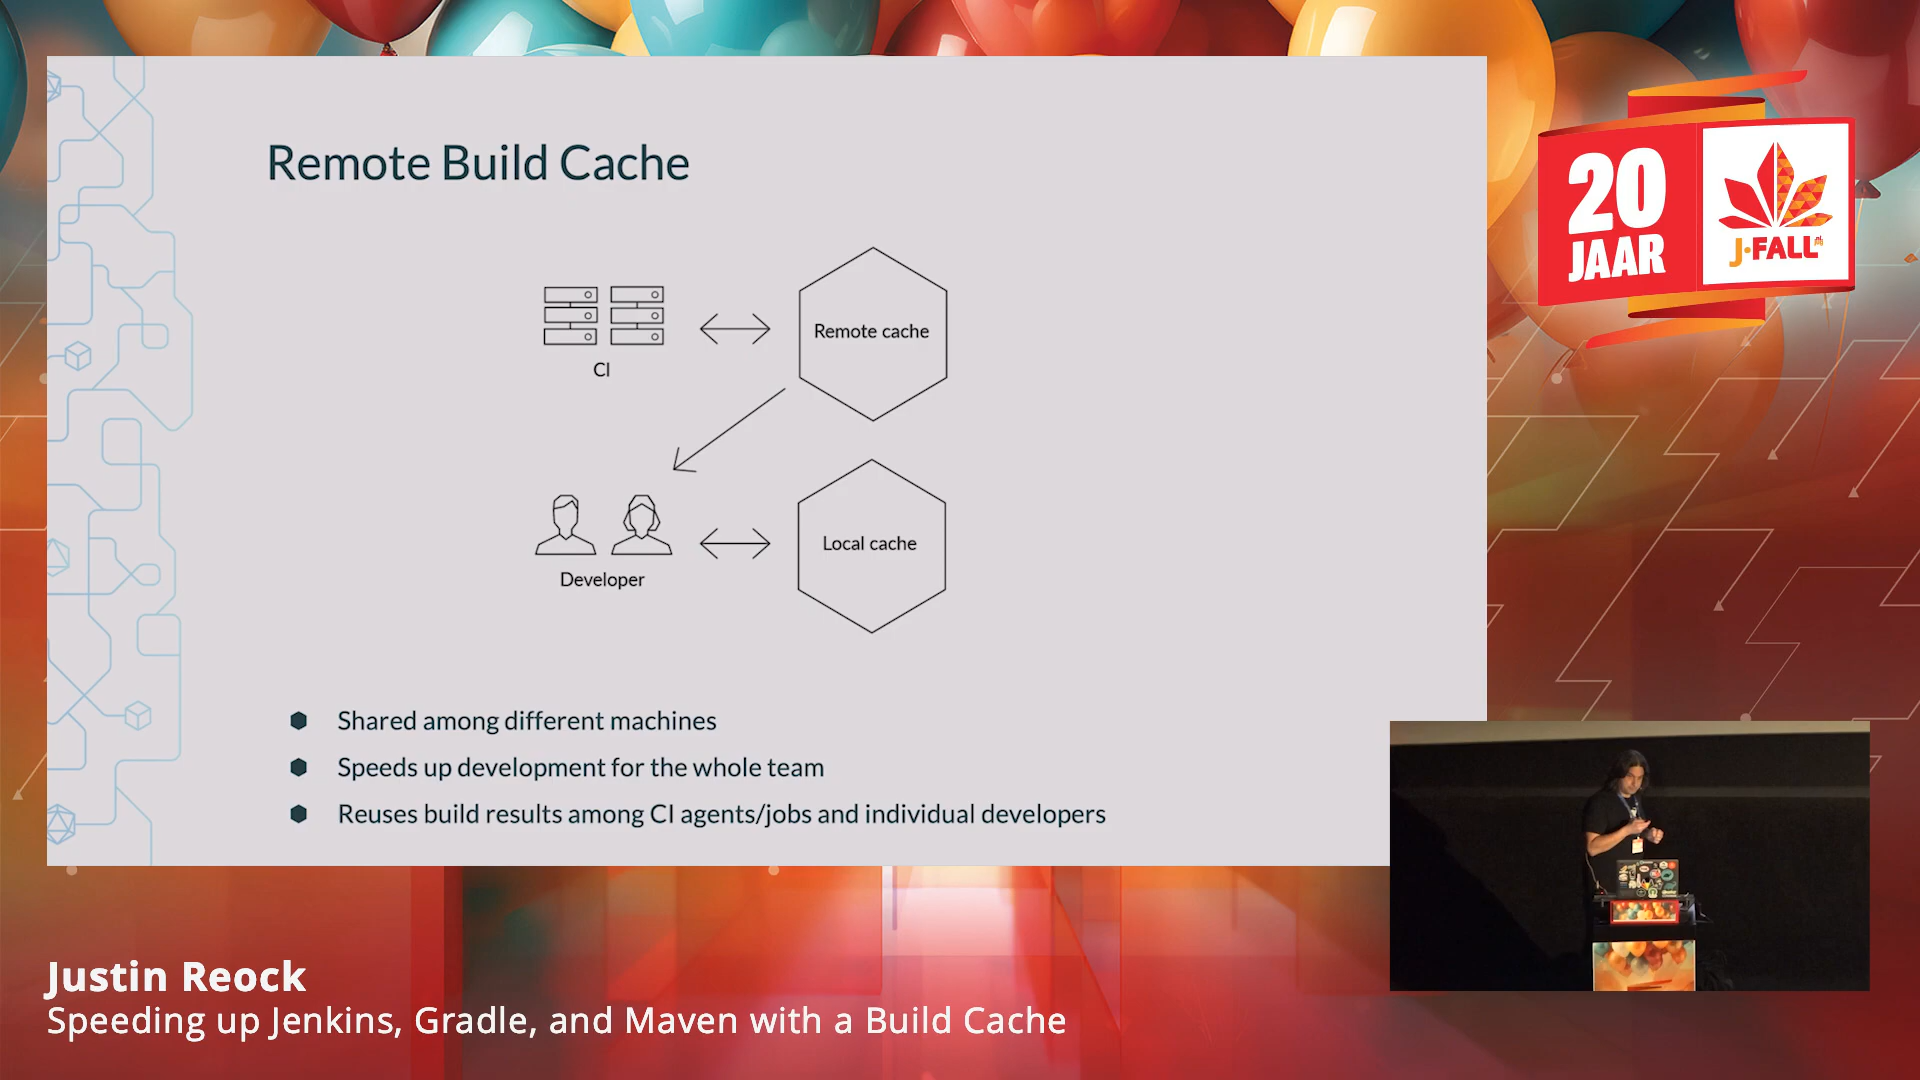 Remote Build Cache
CI
Remote cache
Developer
Local cache
Shared among different machines
Speeds up development for the whole team
Reuses build results among CI agents/jobs and individual developers
20
JAAR
J-FALL
Justin Reock
Speeding up Jenkins, Gradle, and Maven with a Build Cache